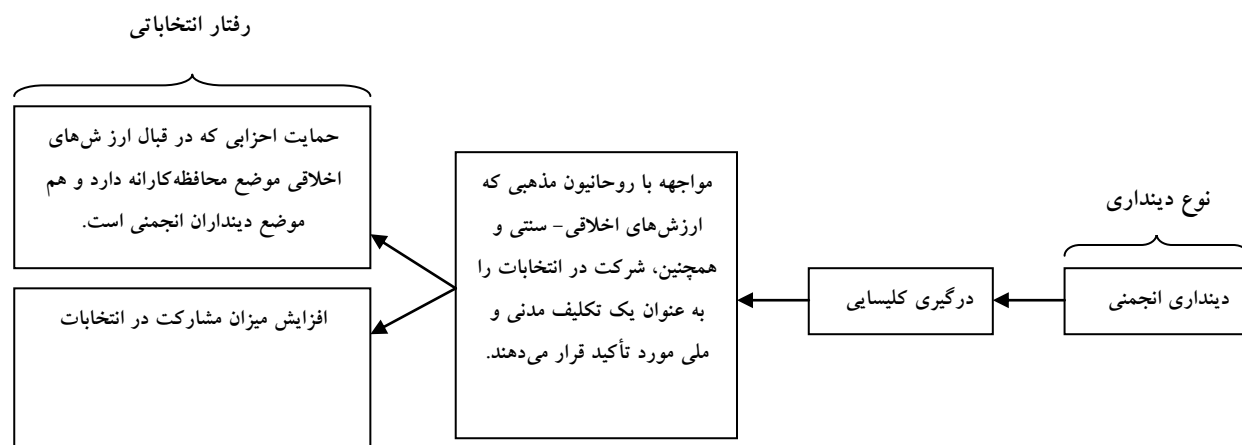 رفتار انتخاباتی
نوع دینداری
دینداری انجمنی
درگیری کلیسایی
مواجهه با روحانیون مذهبی که
ارزش‌های اخلاقی- سنتی و
همچنین، شرکت در انتخابات را
به عنوان یک تکلیف مدنی و
ملی مورد تأکید قرار می‌دهند.
حمایت احزابی که در قبال ارز ش‌های
اخلاقی موضع محافظه‌کارانه دارد و هم
موضع دینداران انجمنی است.
افزایش میزان مشارکت در انتخابات